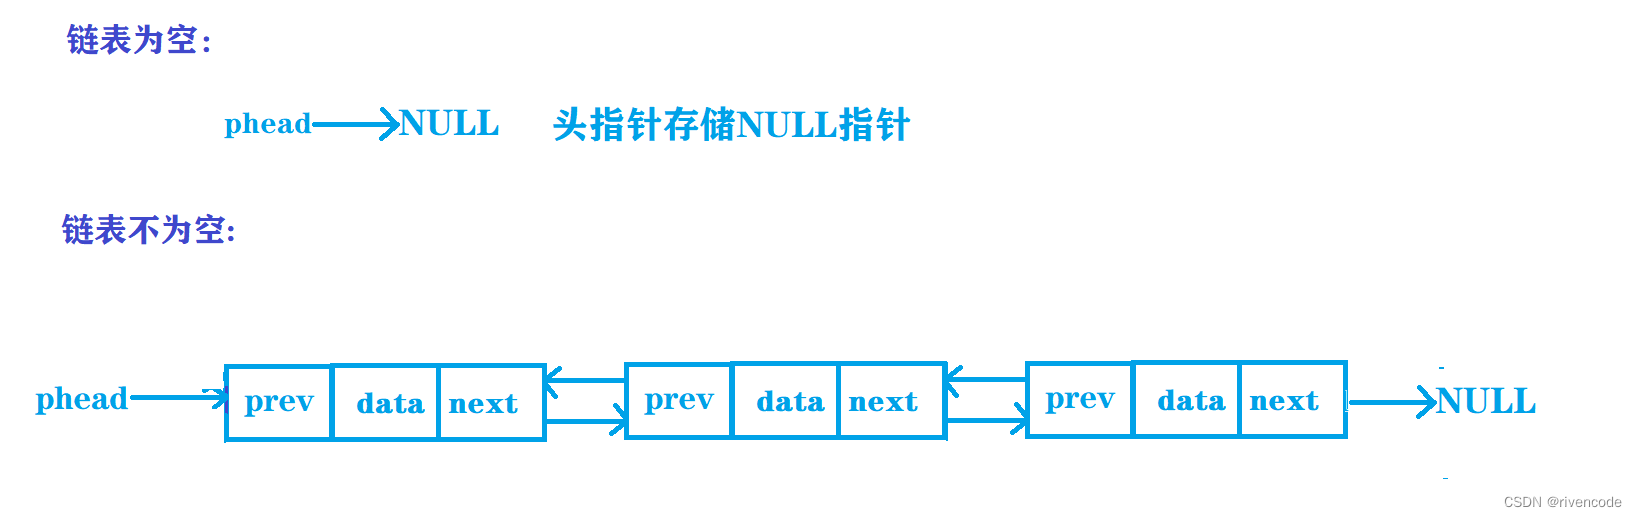 链表为空:
phead NULL 头指针存储NULL指针
链表不为空:
phead prev data next prev data next prev data next NULL
CSDN @rivencode